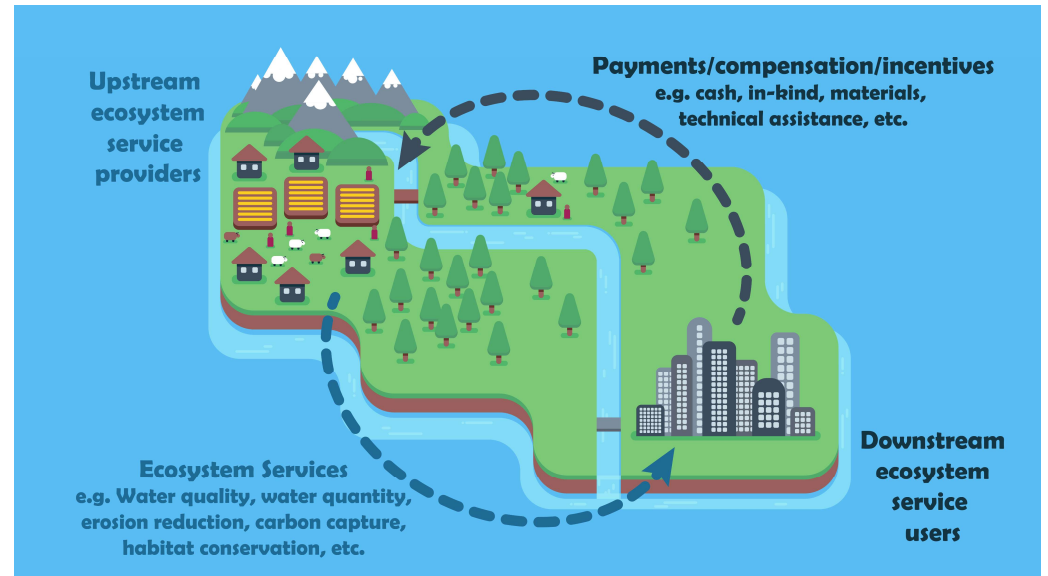 Upstream
ecosystem
service
providers
Payments/compensation/incentives
e.g. cash, in-kind, materials,
technical assistance, etc.
Ecosystem Services
e.g. Water quality, water quantity,
erosion reduction, carbon capture,
habitat conservation, etc.
Downstream
ecosystem
service
users